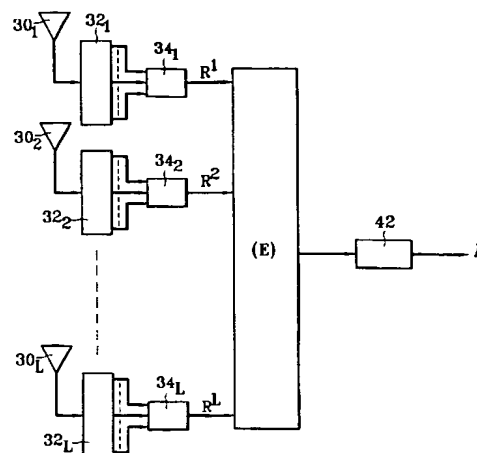 30₁ 32₁ 34₁ R¹
30₂ 32₂ 34₂ R²
(E) 42
30L 32L 34L Rᴸ